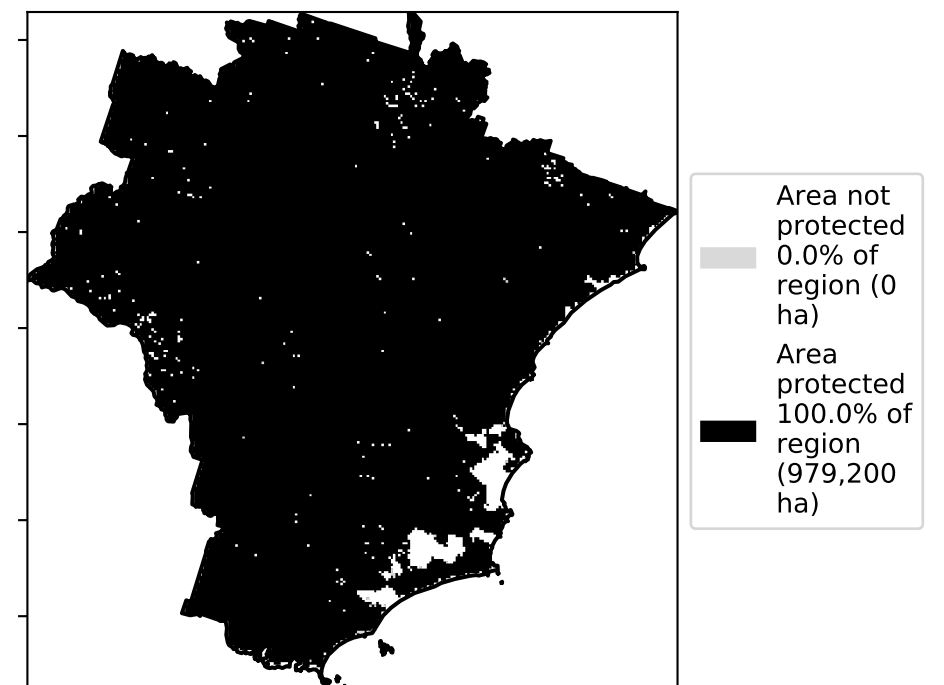 Area not
protected
0.0% of
region (0
ha)
Area
protected
100.0% of
region
(979,200
ha)